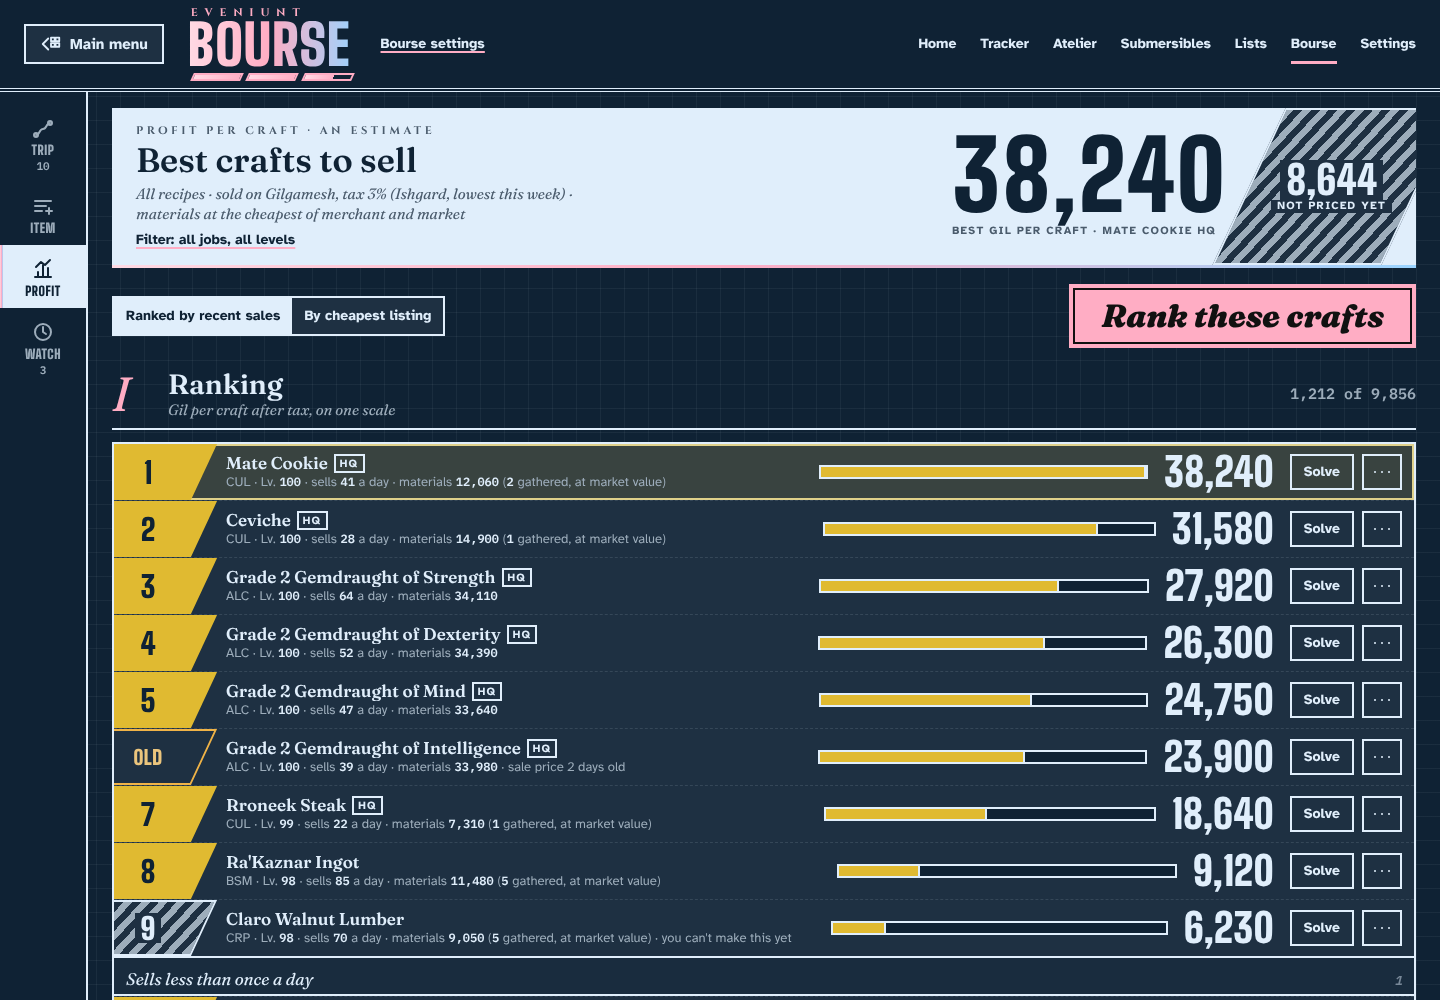 Main menu
EVENIUNT
BOURSE
Bourse settings
Home
Tracker
Atelier
Submersibles
Lists
Bourse
Settings
TRIP
10
ITEM
PROFIT
WATCH
3
PROFIT PER CRAFT · AN ESTIMATE
Best crafts to sell
All recipes · sold on Gilgamesh, tax 3% (Ishgard, lowest this week) ·
materials at the cheapest of merchant and market
Filter: all jobs, all levels
38,240
BEST GIL PER CRAFT · MATE COOKIE HQ
8,644
NOT PRICED YET
Ranked by recent sales
By cheapest listing
Rank these crafts
I
Ranking
Gil per craft after tax, on one scale
1,212 of 9,856
1
Mate Cookie HQ
CUL · Lv. 100 · sells 41 a day · materials 12,060 (2 gathered, at market value)
38,240
Solve
...
2
Ceviche HQ
CUL · Lv. 100 · sells 28 a day · materials 14,900 (1 gathered, at market value)
31,580
Solve
...
3
Grade 2 Gemdraught of Strength HQ
ALC · Lv. 100 · sells 64 a day · materials 34,110
27,920
Solve
...
4
Grade 2 Gemdraught of Dexterity HQ
ALC · Lv. 100 · sells 52 a day · materials 34,390
26,300
Solve
...
5
Grade 2 Gemdraught of Mind HQ
ALC · Lv. 100 · sells 47 a day · materials 33,640
24,750
Solve
...
OLD
Grade 2 Gemdraught of Intelligence HQ
ALC · Lv. 100 · sells 39 a day · materials 33,980 · sale price 2 days old
23,900
Solve
...
7
Rroneek Steak HQ
CUL · Lv. 99 · sells 22 a day · materials 7,310 (1 gathered, at market value)
18,640
Solve
...
8
Ra'Kaznar Ingot
BSM · Lv. 98 · sells 85 a day · materials 11,480 (5 gathered, at market value)
9,120
Solve
...
9
Claro Walnut Lumber
CRP · Lv. 98 · sells 70 a day · materials 9,050 (5 gathered, at market value) · you can't make this yet
6,230
Solve
...
Sells less than once a day
1